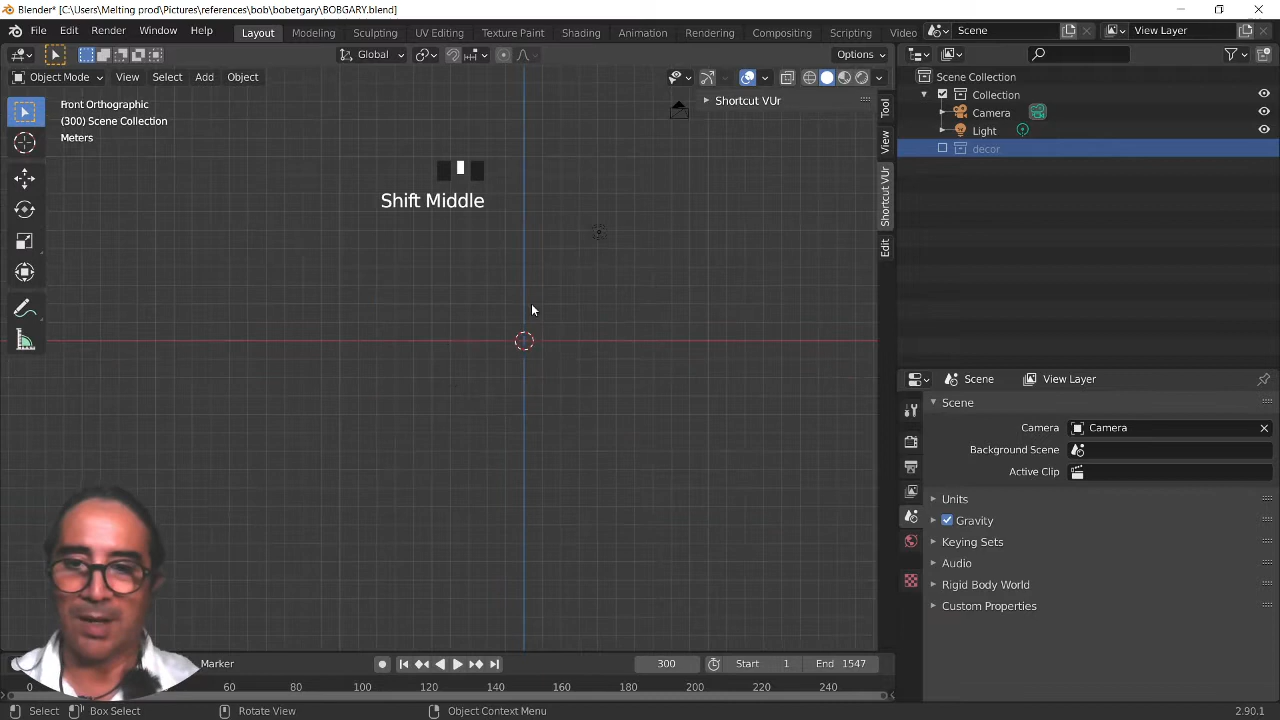 Blender* [C:\Users\Melting prod\Pictures\references\bob\bobetgary\BOBGARY.blend]
File Edit Render Window Help Layout Modeling Sculpting UV Editing Texture Paint Shading Animation Rendering Compositing Scripting Video Scene View Layer
Global Options
Object Mode View Select Add Object
Front Orthographic
(300) Scene Collection
Meters
Shortcut VUr
Tool
View
Shortcut VUr
Edit
Shift Middle
Scene Collection
Collection
Camera
Light
decor
Scene View Layer
Scene
Camera Camera
Background Scene
Active Clip
Units
Gravity
Keying Sets
Audio
Rigid Body World
Custom Properties
Marker 300 Start 1 End 1547
0 60 80 100 120 140 160 180 200 220 240
Select Box Select Rotate View Object Context Menu 2.90.1